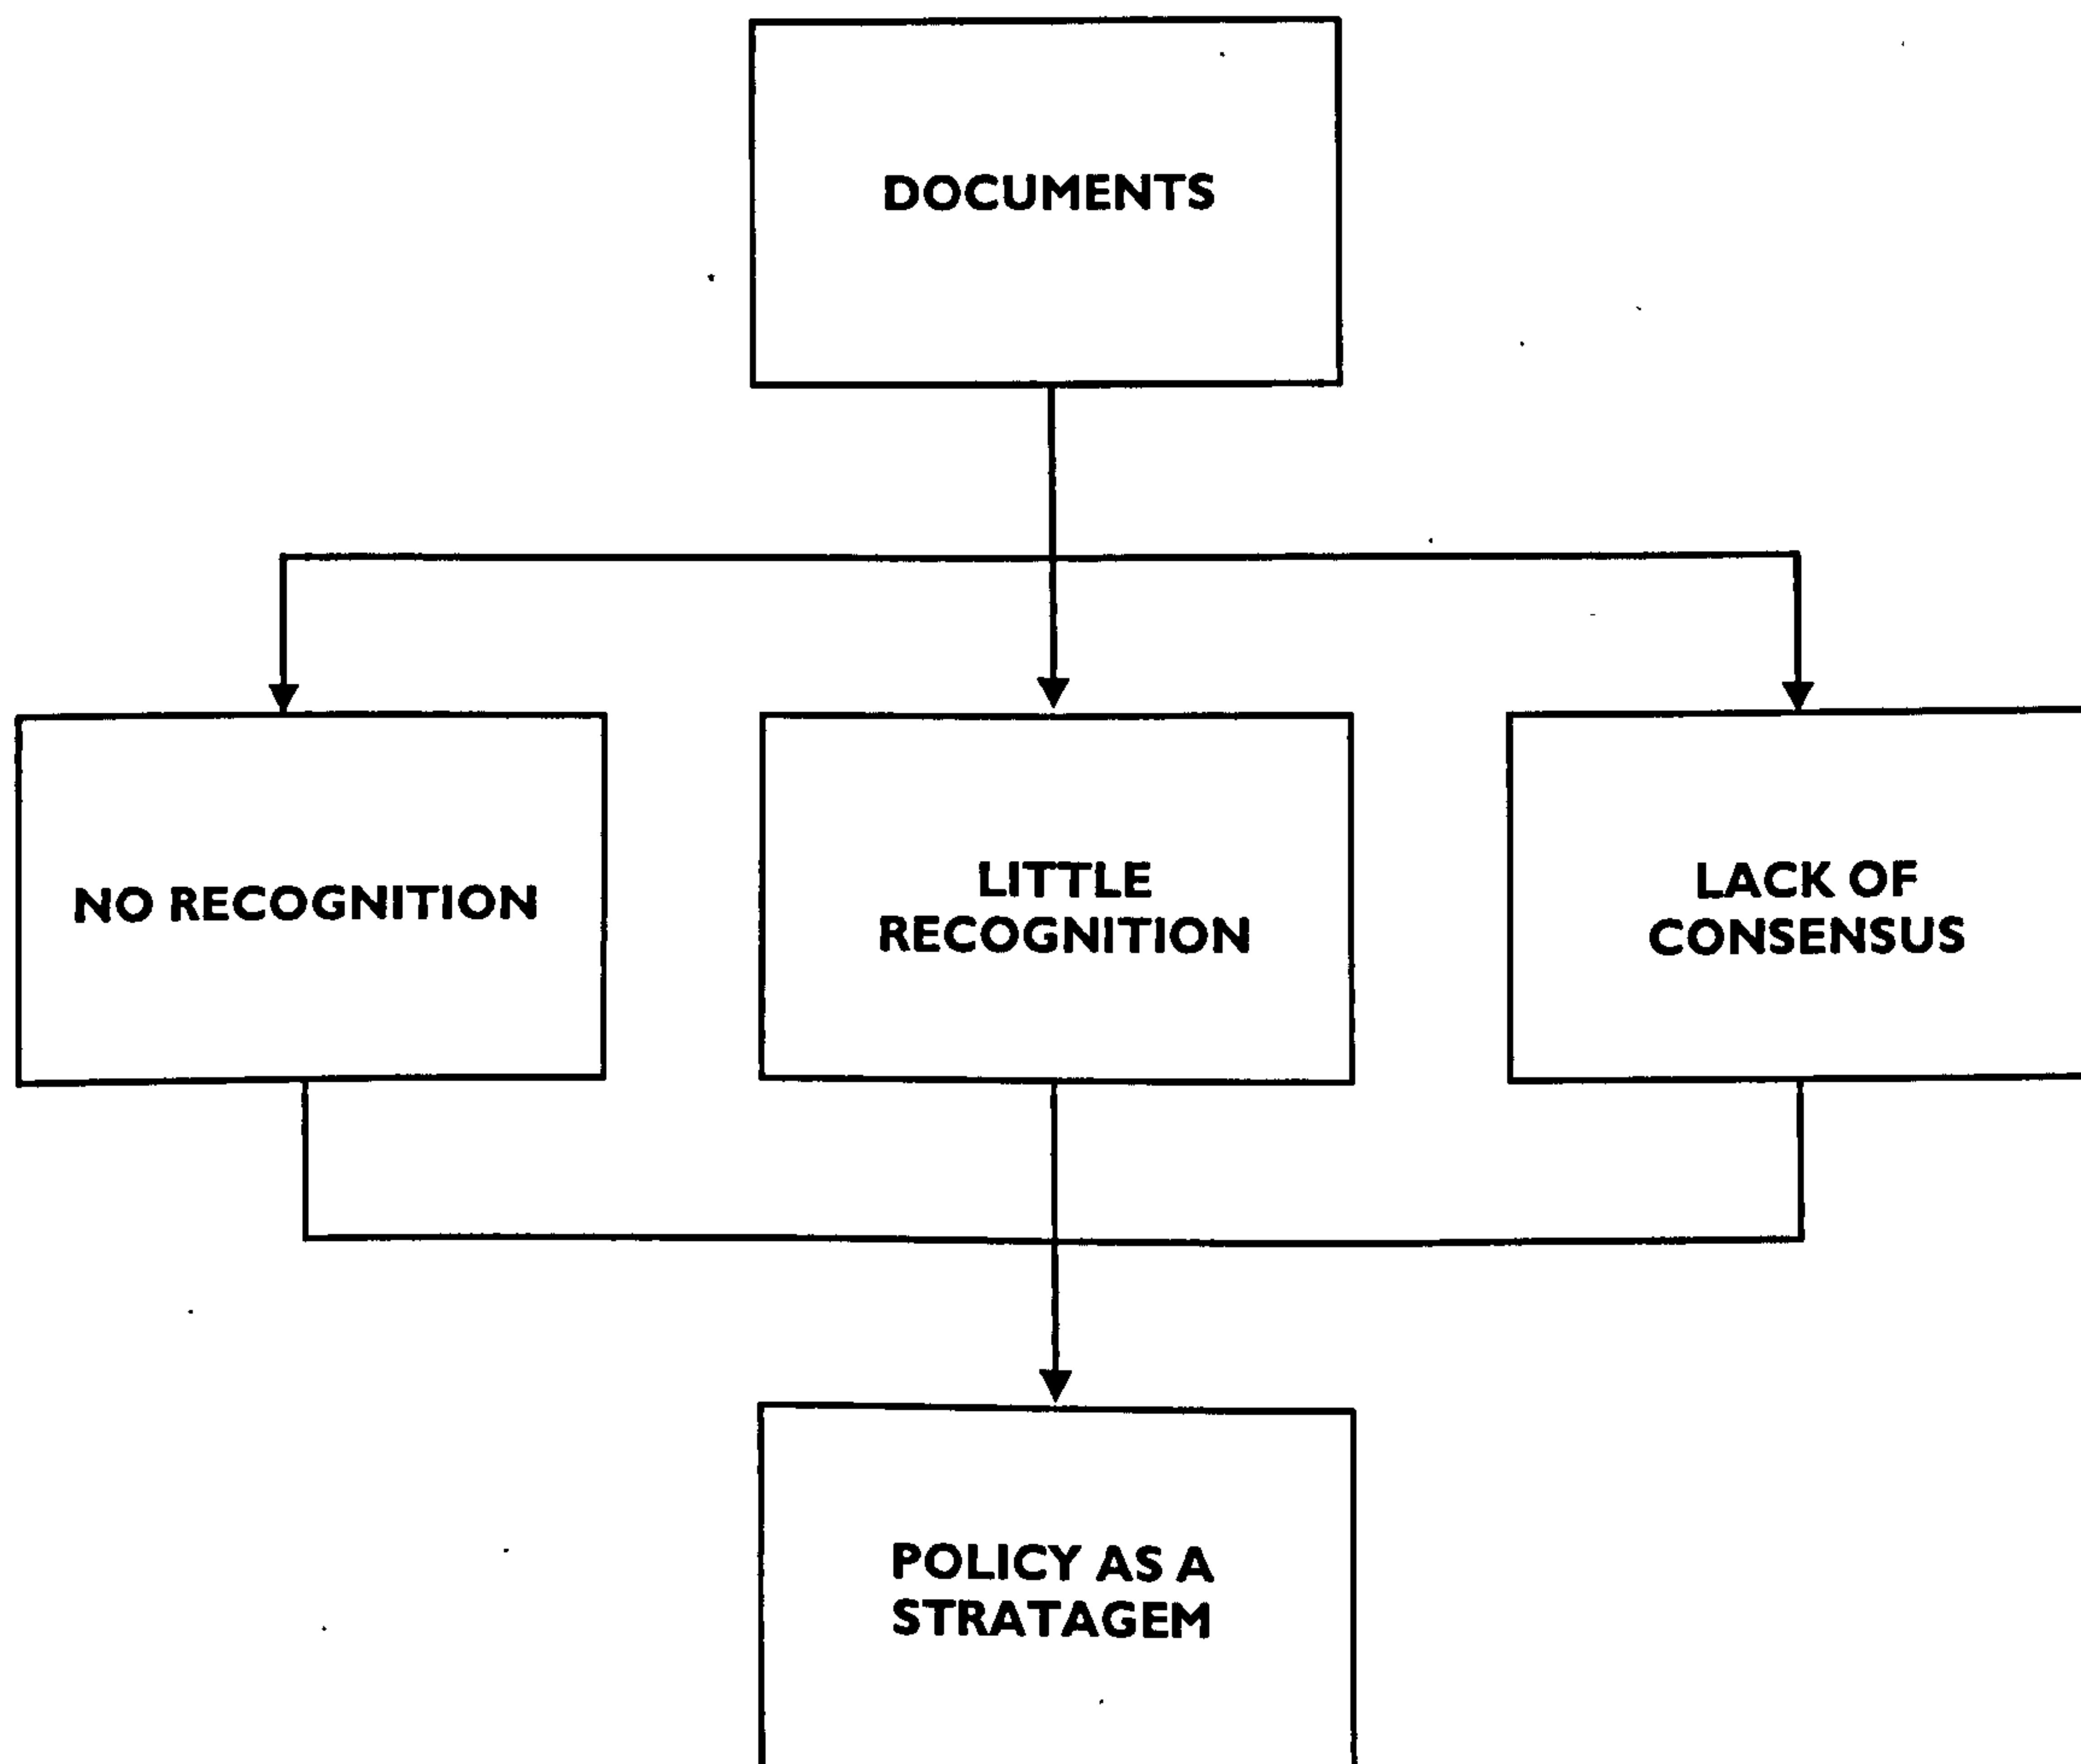 DOCUMENTS
NO RECOGNITION
LITTLE
RECOGNITION
LACK OF
CONSENSUS
POLICY AS A
STRATAGEM